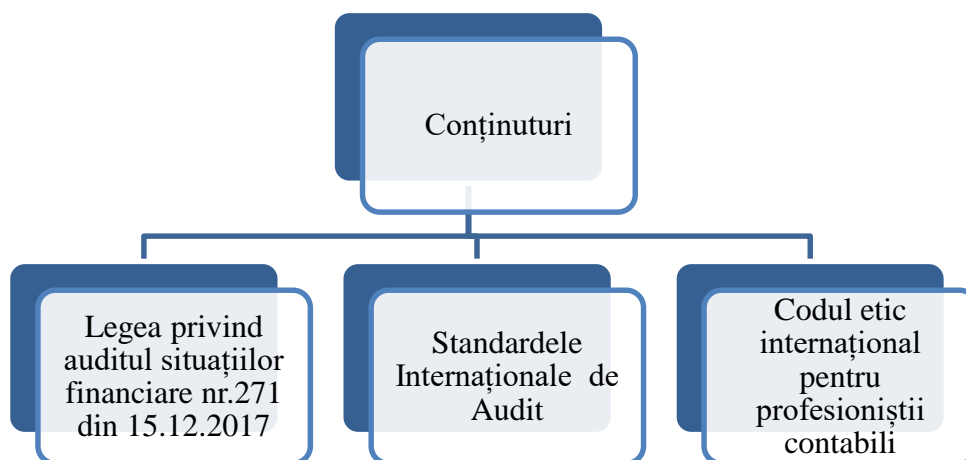 Conținuturi
Legea privind
auditul situațiilor
financiare nr.271
din 15.12.2017
Standardele
Internaționale de
Audit
Codul etic
internațional
pentru
profesioniștii
contabili